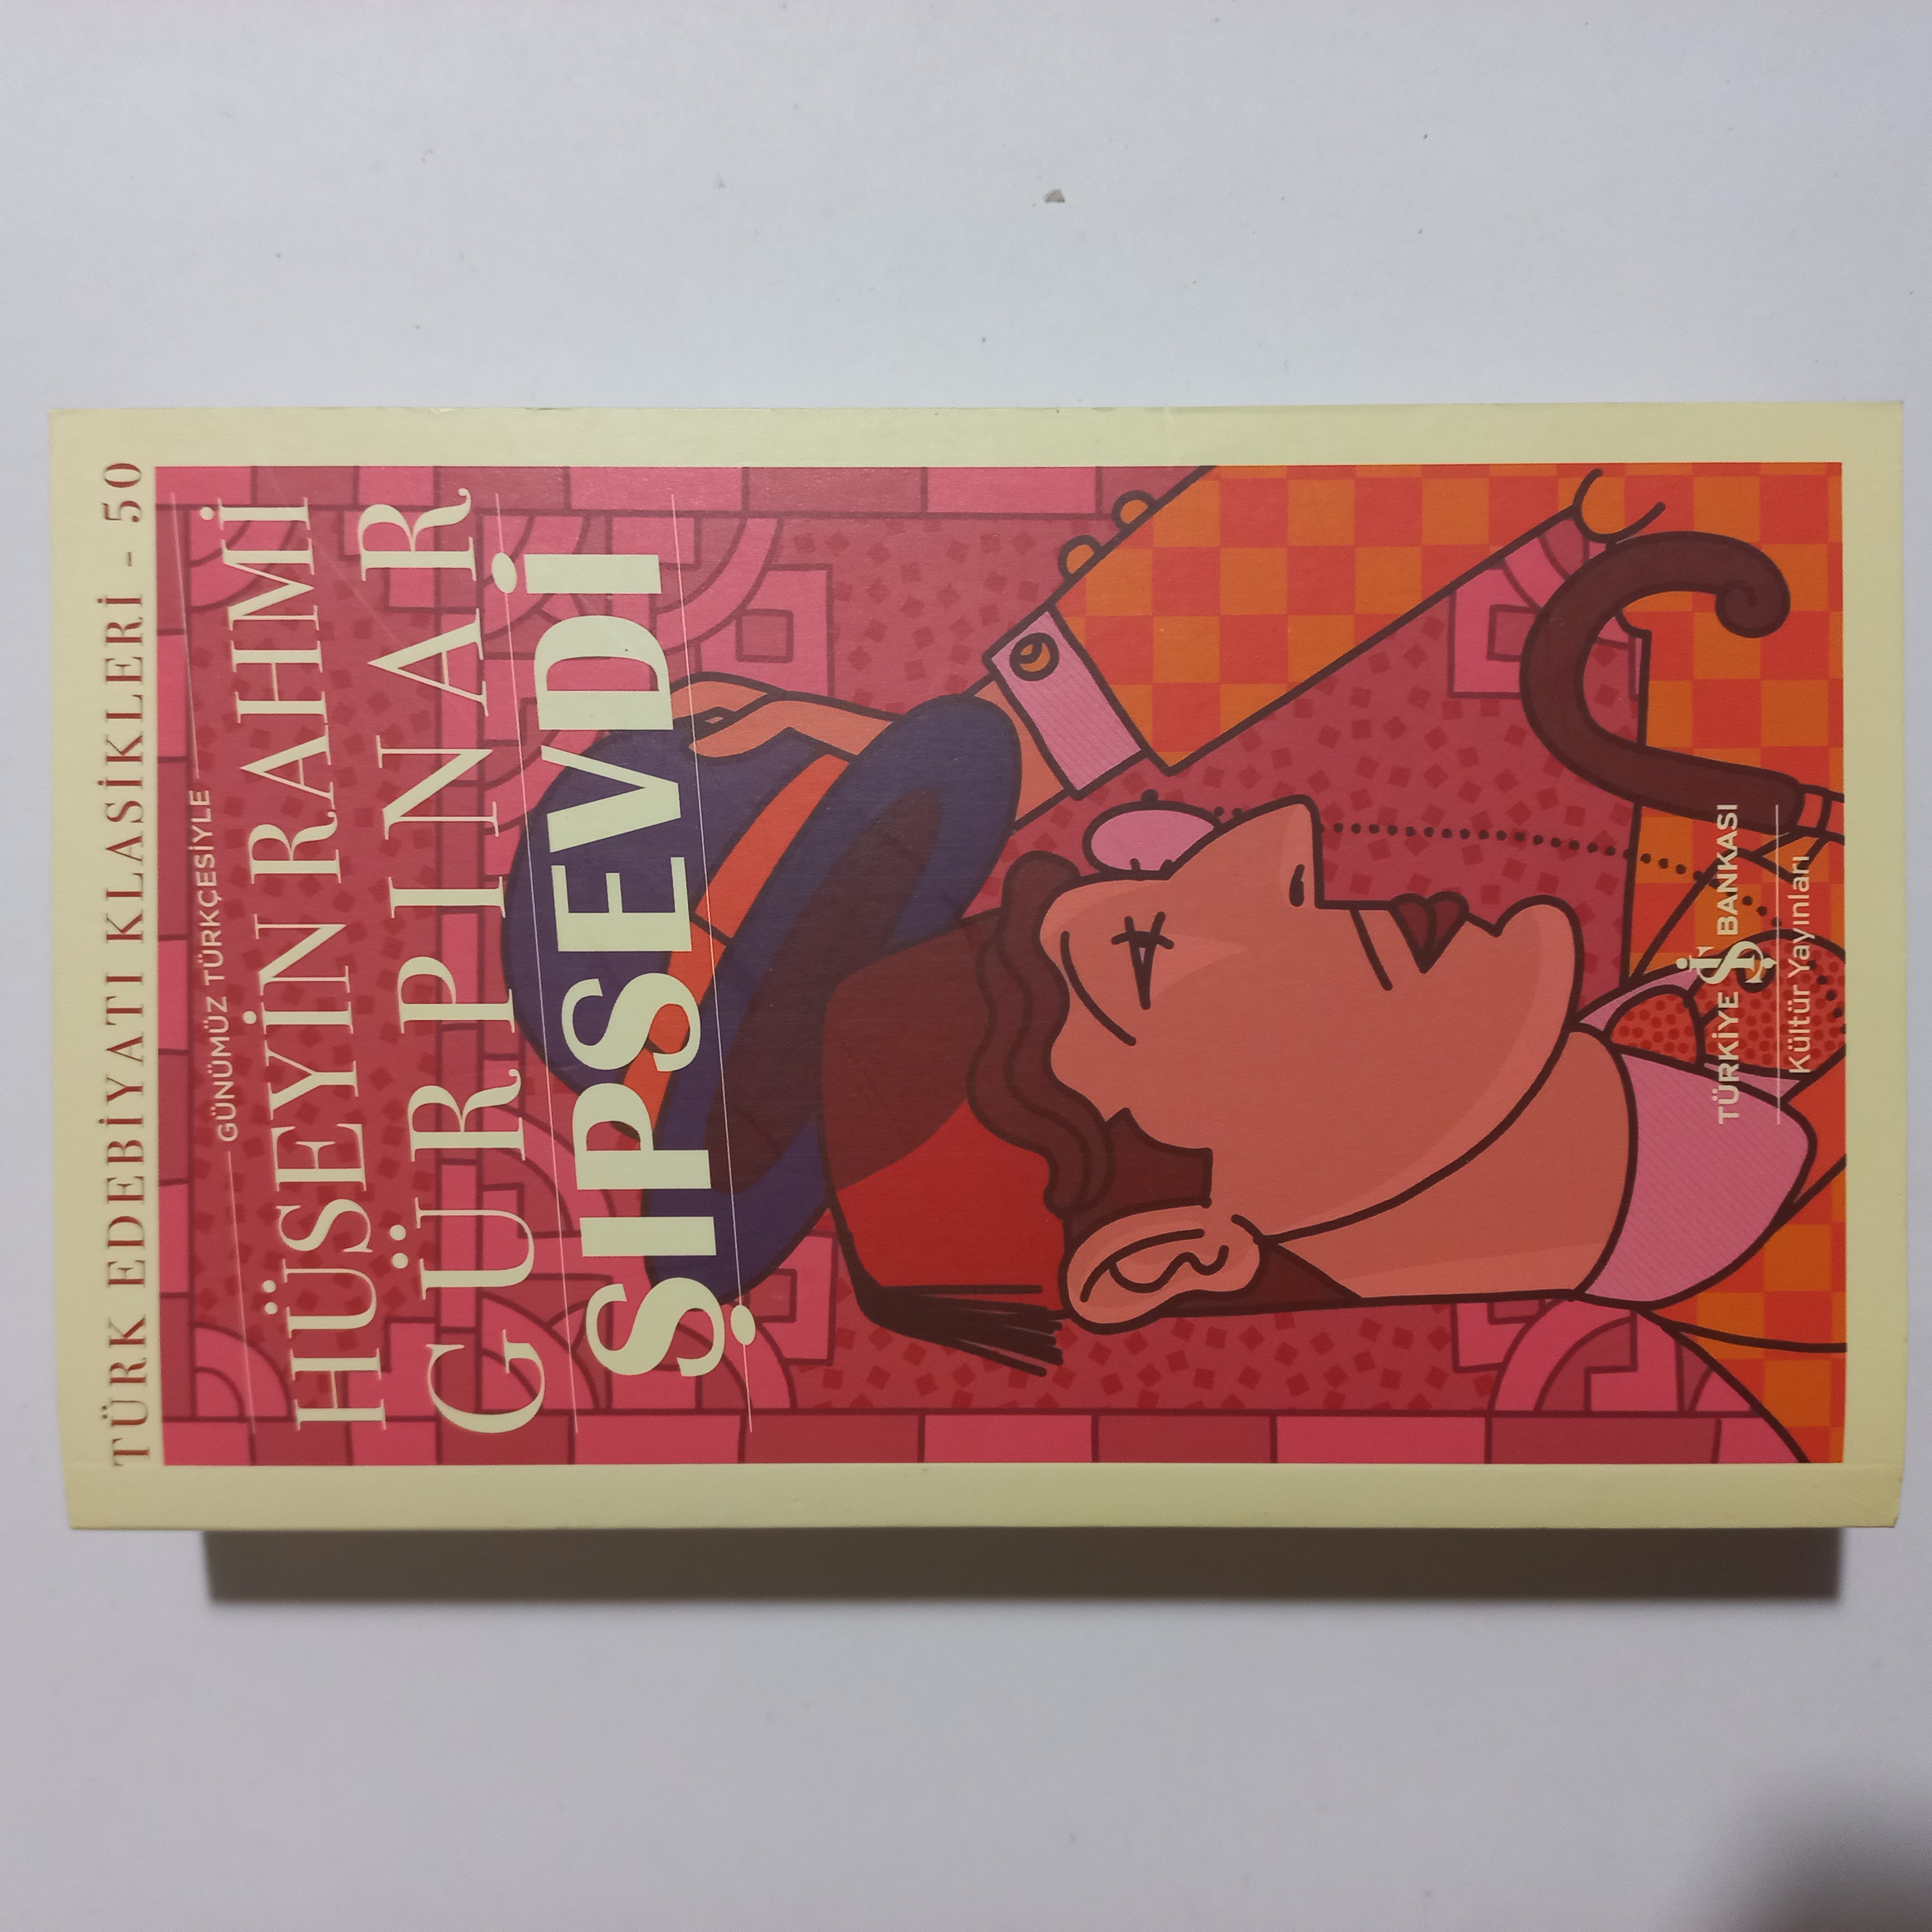 TÜRK EDEBİYATI KLASİKLERİ - 50
GÜNÜMÜZ TÜRKÇESİYLE
HÜSEYİN RAHMİ
GÜRPINAR
ŞIPSEVDİ
TÜRKİYE İŞ BANKASI
Kültür Yayınları